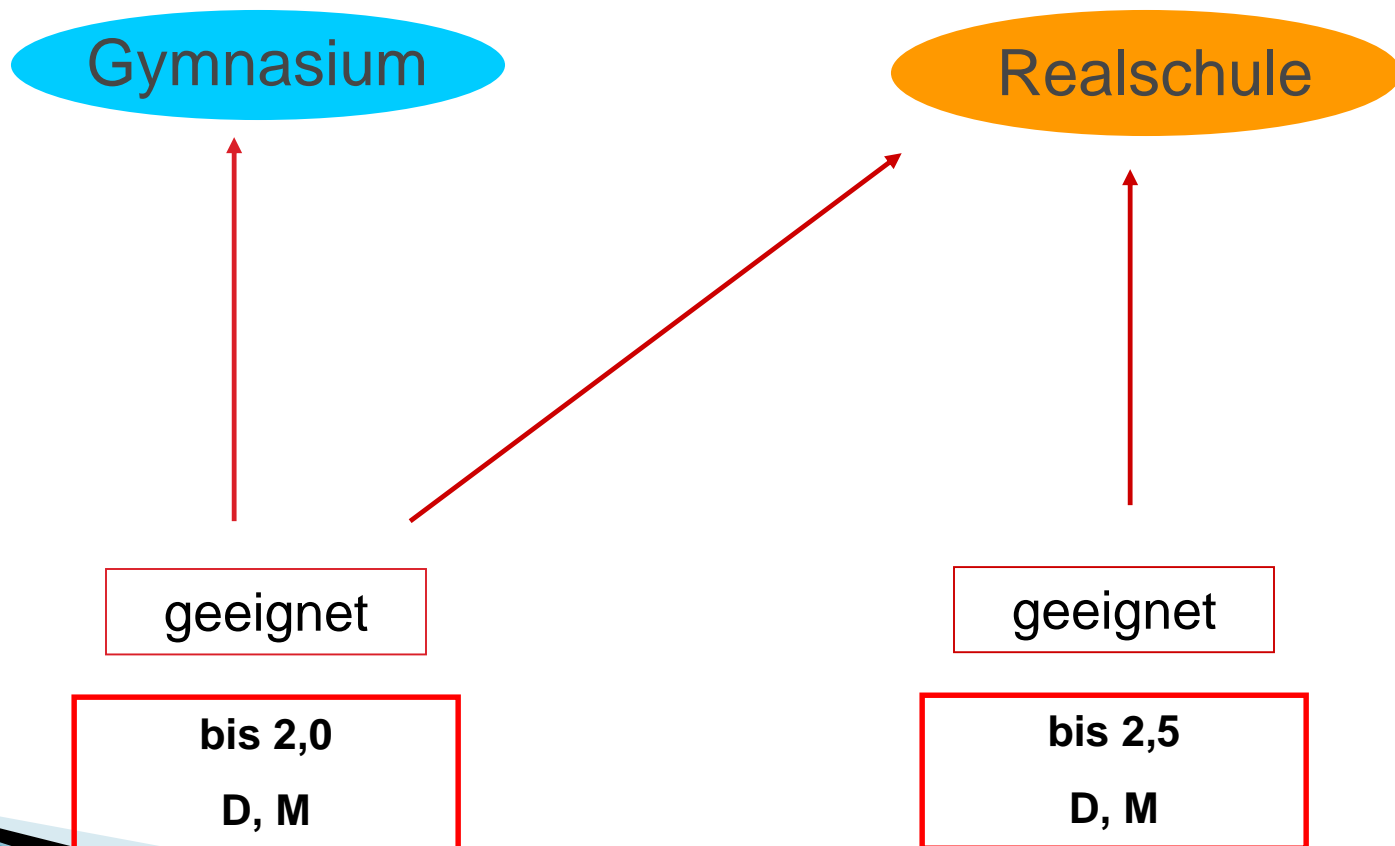 Gymnasium
Realschule
geeignet
geeignet
bis 2,0
D, M
bis 2,5
D, M